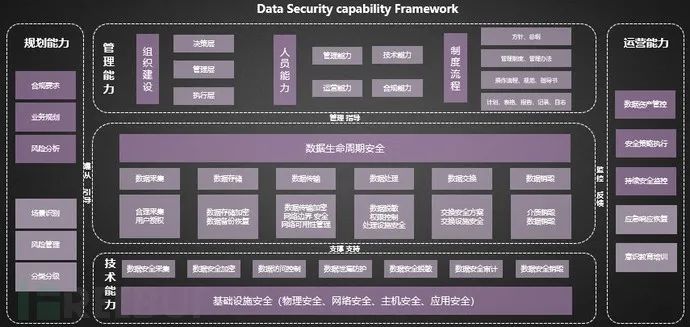 Data Security capability Framework
规划能力
合规要求
业务规划
风险分析
场景识别
风险管理
分类分级
遵从 引导
管理能力
组织建设
决策层
管理层
执行层
人员能力
管理能力
技术能力
运营能力
合规能力
制度流程
方针、总纲
管理制度、管理办法
操作流程、规范、指导书
计划、表格、报告、记录、日志
管理 指导
数据生命周期安全
数据采集
数据存储
数据传输
数据处理
数据交换
数据销毁
合理采集
用户授权
数据存储加密
数据备份恢复
数据传输加密
网络边界 安全
网络可用性管理
数据脱敏
权限控制
处理设施安全
交换安全方案
交换设施安全
介质销毁
数据销毁
支撑 支持
技术能力
数据安全采集
数据安全加密
数据访问控制
数据泄漏防护
数据安全脱敏
数据安全审计
数据安全销毁
基础设施安全（物理安全、网络安全、主机安全、应用安全）
监控 反馈
运营能力
数据资产管控
安全策略执行
持续安全监控
应急响应恢复
意识教育培训